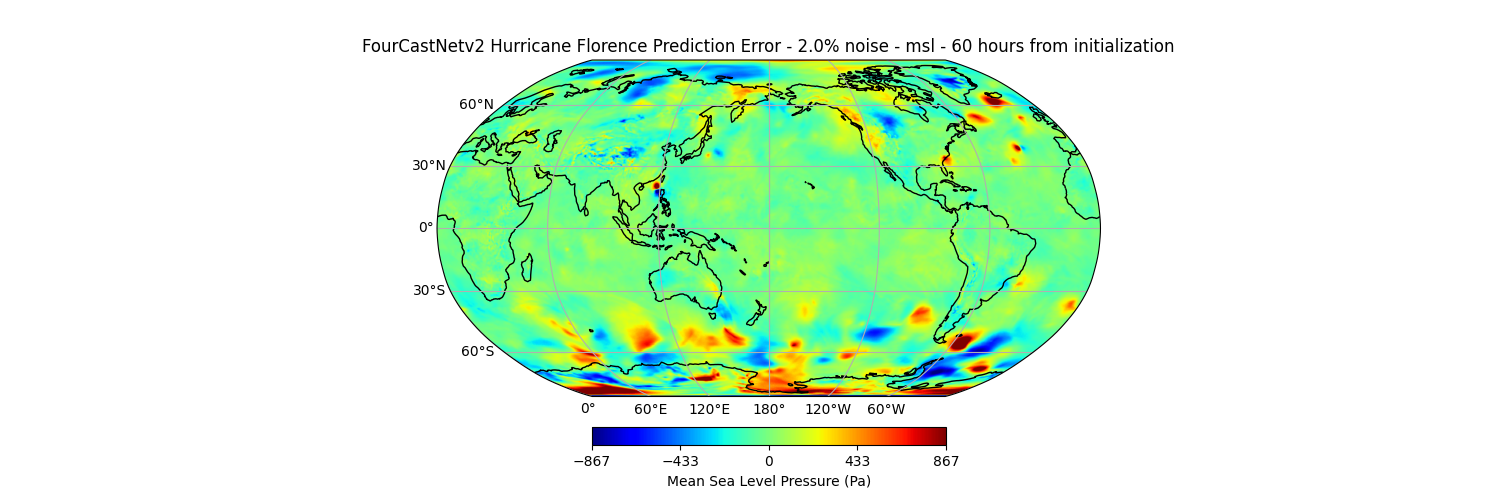 FourCastNetv2 Hurricane Florence Prediction Error - 2.0% noise - msl - 60 hours from initialization
60°N
30°N
0°
30°S
60°S
0° 60°E 120°E 180° 120°W 60°W
−867 −433 0 433 867
Mean Sea Level Pressure (Pa)